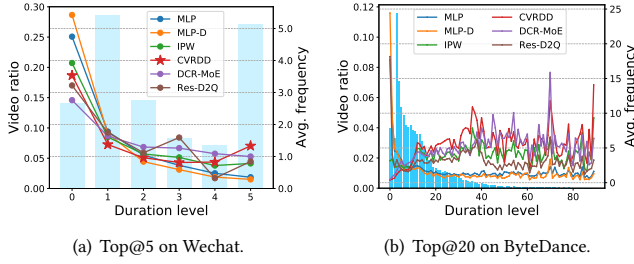 0.30
0.25
0.20
0.15
0.10
0.05
0.00
Video ratio
MLP
MLP-D
IPW
CVRDD
DCR-MoE
Res-D2Q
5.0
4.0
3.0
2.0
1.0
0.0
Avg. frequency
0 1 2 3 4 5
Duration level
(a) Top@5 on Wechat.
0.12
0.10
0.08
0.06
0.04
0.02
0.00
Video ratio
MLP CVRDD
MLP-D DCR-MoE
IPW Res-D2Q
25
20
15
10
5
0
Avg. frequency
0 20 40 60 80
Duration level
(b) Top@20 on ByteDance.